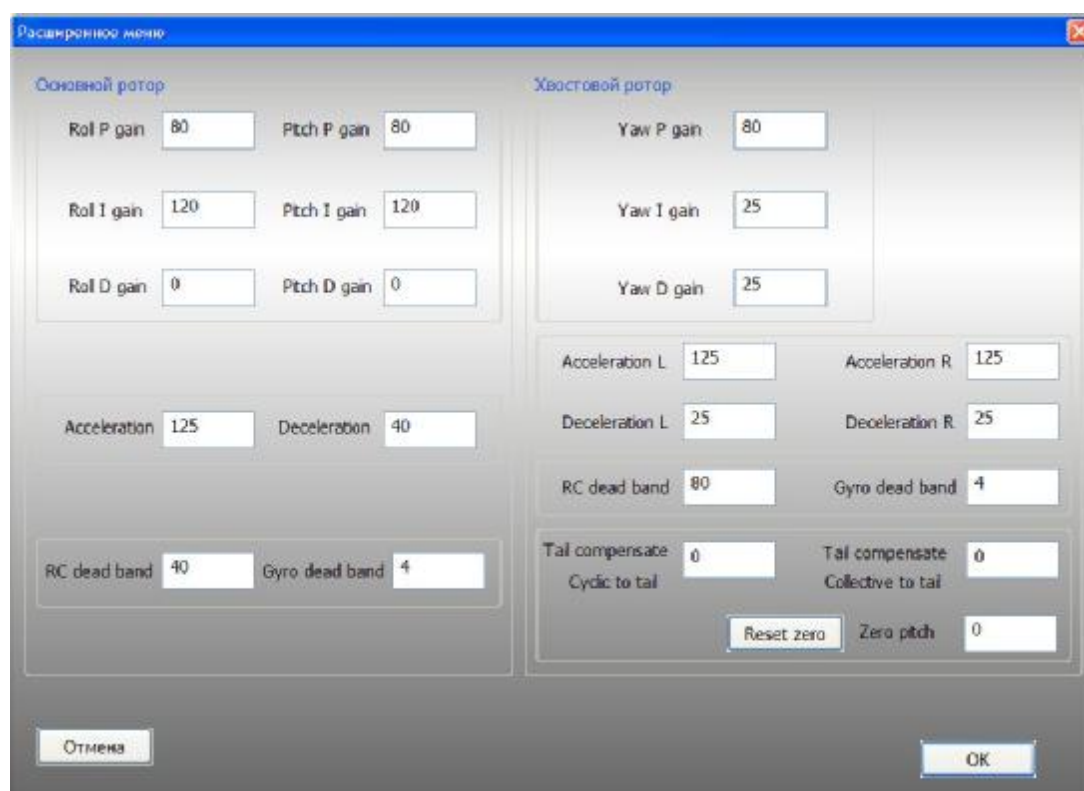 Расширенное меню
Основной ротор
Roll P gain 80 Pitch P gain 80
Roll I gain 120 Pitch I gain 120
Roll D gain 0 Pitch D gain 0
Acceleration 125 Deceleration 40
RC dead band 40 Gyro dead band 4
Хвостовой ротор
Yaw P gain 80
Yaw I gain 25
Yaw D gain 25
Acceleration L 125 Acceleration R 125
Deceleration L 25 Deceleration R 25
RC dead band 80 Gyro dead band 4
Tail compensate 0 Tail compensate 0
Cyclic to tail Collective to tail
Reset zero Zero pitch 0
Отмена OK